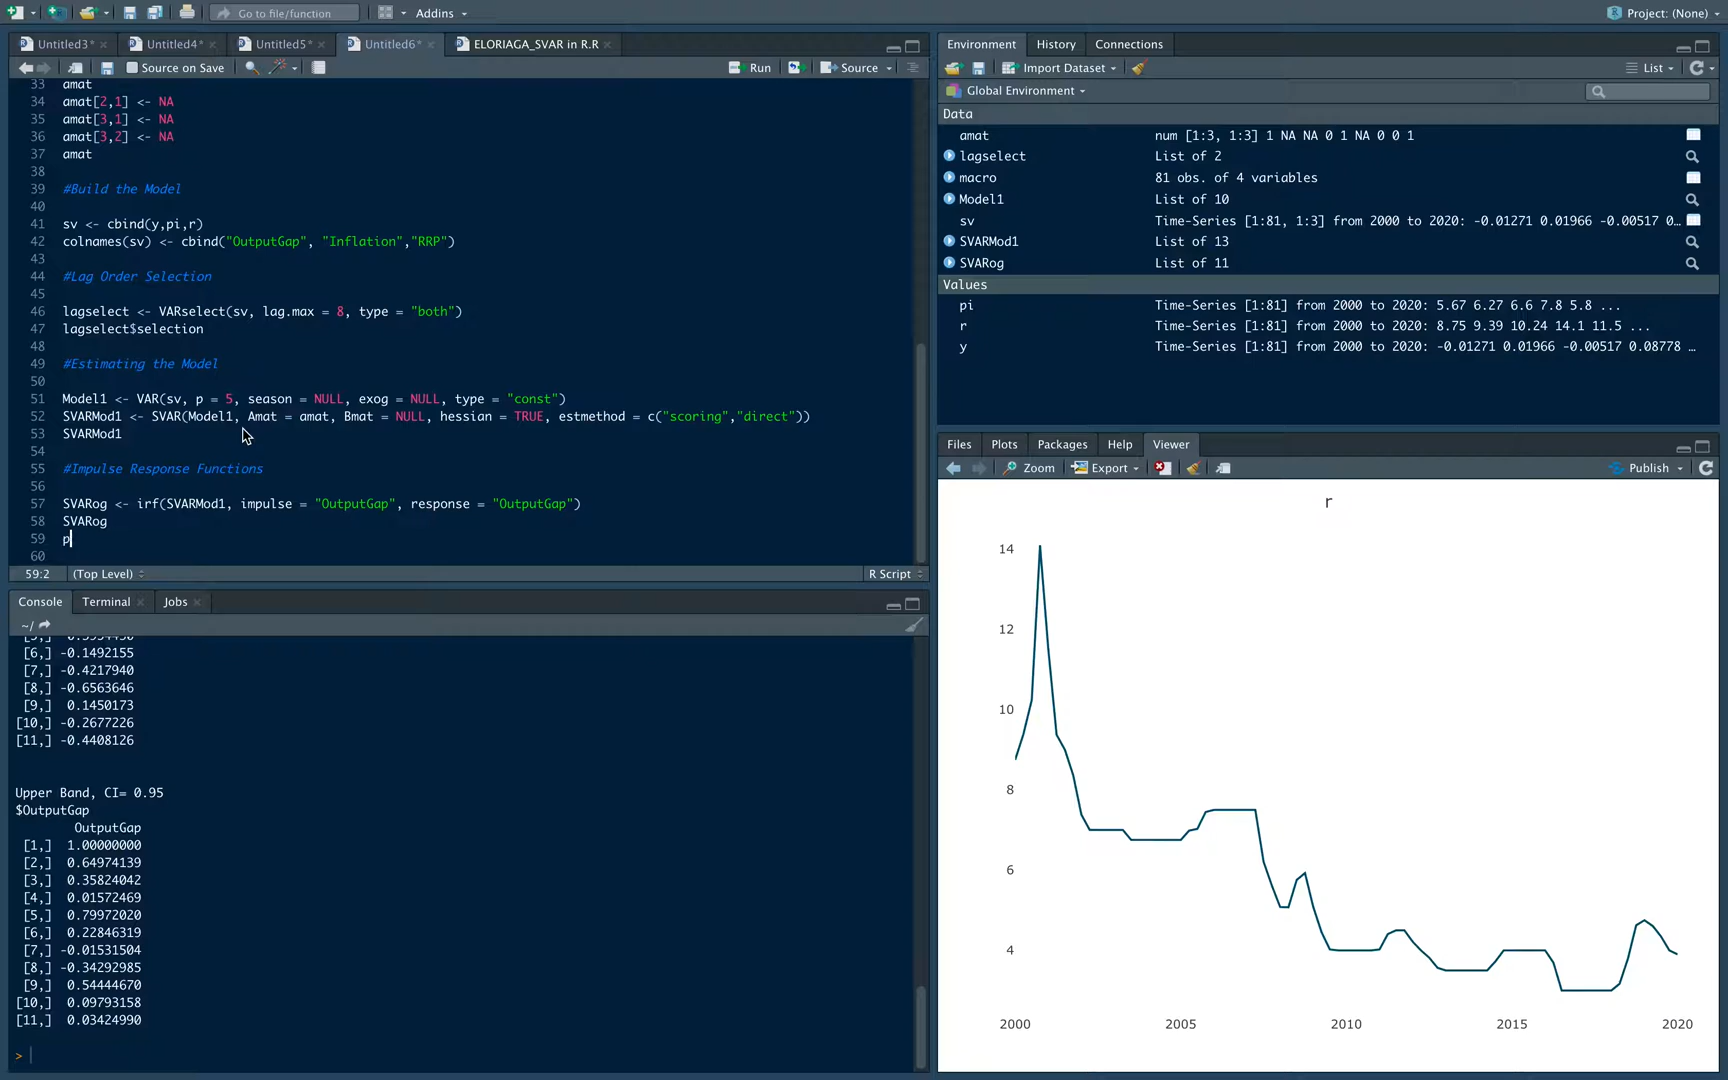 Go to file/function
Addins
Project: (None)
Untitled3*
Untitled4*
Untitled5*
Untitled6*
ELORIAGA_SVAR in R.R
Source on Save
Run
Source
33 amat
34 amat[2,1] <- NA
35 amat[3,1] <- NA
36 amat[3,2] <- NA
37 amat
38
39 #Build the Model
40
41 sv <- cbind(y,pi,r)
42 colnames(sv) <- cbind("OutputGap", "Inflation","RRP")
43
44 #Lag Order Selection
45
46 lagselect <- VARselect(sv, lag.max = 8, type = "both")
47 lagselect$selection
48
49 #Estimating the Model
50
51 Model1 <- VAR(sv, p = 5, season = NULL, exog = NULL, type = "const")
52 SVARMod1 <- SVAR(Model1, Amat = amat, Bmat = NULL, hessian = TRUE, estmethod = c("scoring","direct"))
53 SVARMod1
54
55 #Impulse Response Functions
56
57 SVARog <- irf(SVARMod1, impulse = "OutputGap", response = "OutputGap")
58 SVARog
59 p
60
59:2 (Top Level) R Script
Console Terminal Jobs
~/
[6,] -0.1492155
[7,] -0.4217940
[8,] -0.6563646
[9,] 0.1450173
[10,] -0.2677226
[11,] -0.4408126
Upper Band, CI= 0.95
$OutputGap
OutputGap
[1,] 1.00000000
[2,] 0.64974139
[3,] 0.35824042
[4,] 0.01572469
[5,] 0.79972020
[6,] 0.22846319
[7,] -0.01531504
[8,] -0.34292985
[9,] 0.54444670
[10,] 0.09793158
[11,] 0.03424990
>
Environment History Connections
Import Dataset
List
Global Environment
Data
amat num [1:3, 1:3] 1 NA NA 0 1 NA 0 0 1
lagselect List of 2
macro 81 obs. of 4 variables
Model1 List of 10
sv Time-Series [1:81, 1:3] from 2000 to 2020: -0.01271 0.01966 -0.00517 0…
SVARMod1 List of 13
SVARog List of 11
Values
pi Time-Series [1:81] from 2000 to 2020: 5.67 6.27 6.6 7.8 5.8 ...
r Time-Series [1:81] from 2000 to 2020: 8.75 9.39 10.24 14.1 11.5 ...
y Time-Series [1:81] from 2000 to 2020: -0.01271 0.01966 -0.00517 0.08778 …
Files Plots Packages Help Viewer
Zoom Export Publish
r
14
12
10
8
6
4
2000 2005 2010 2015 2020